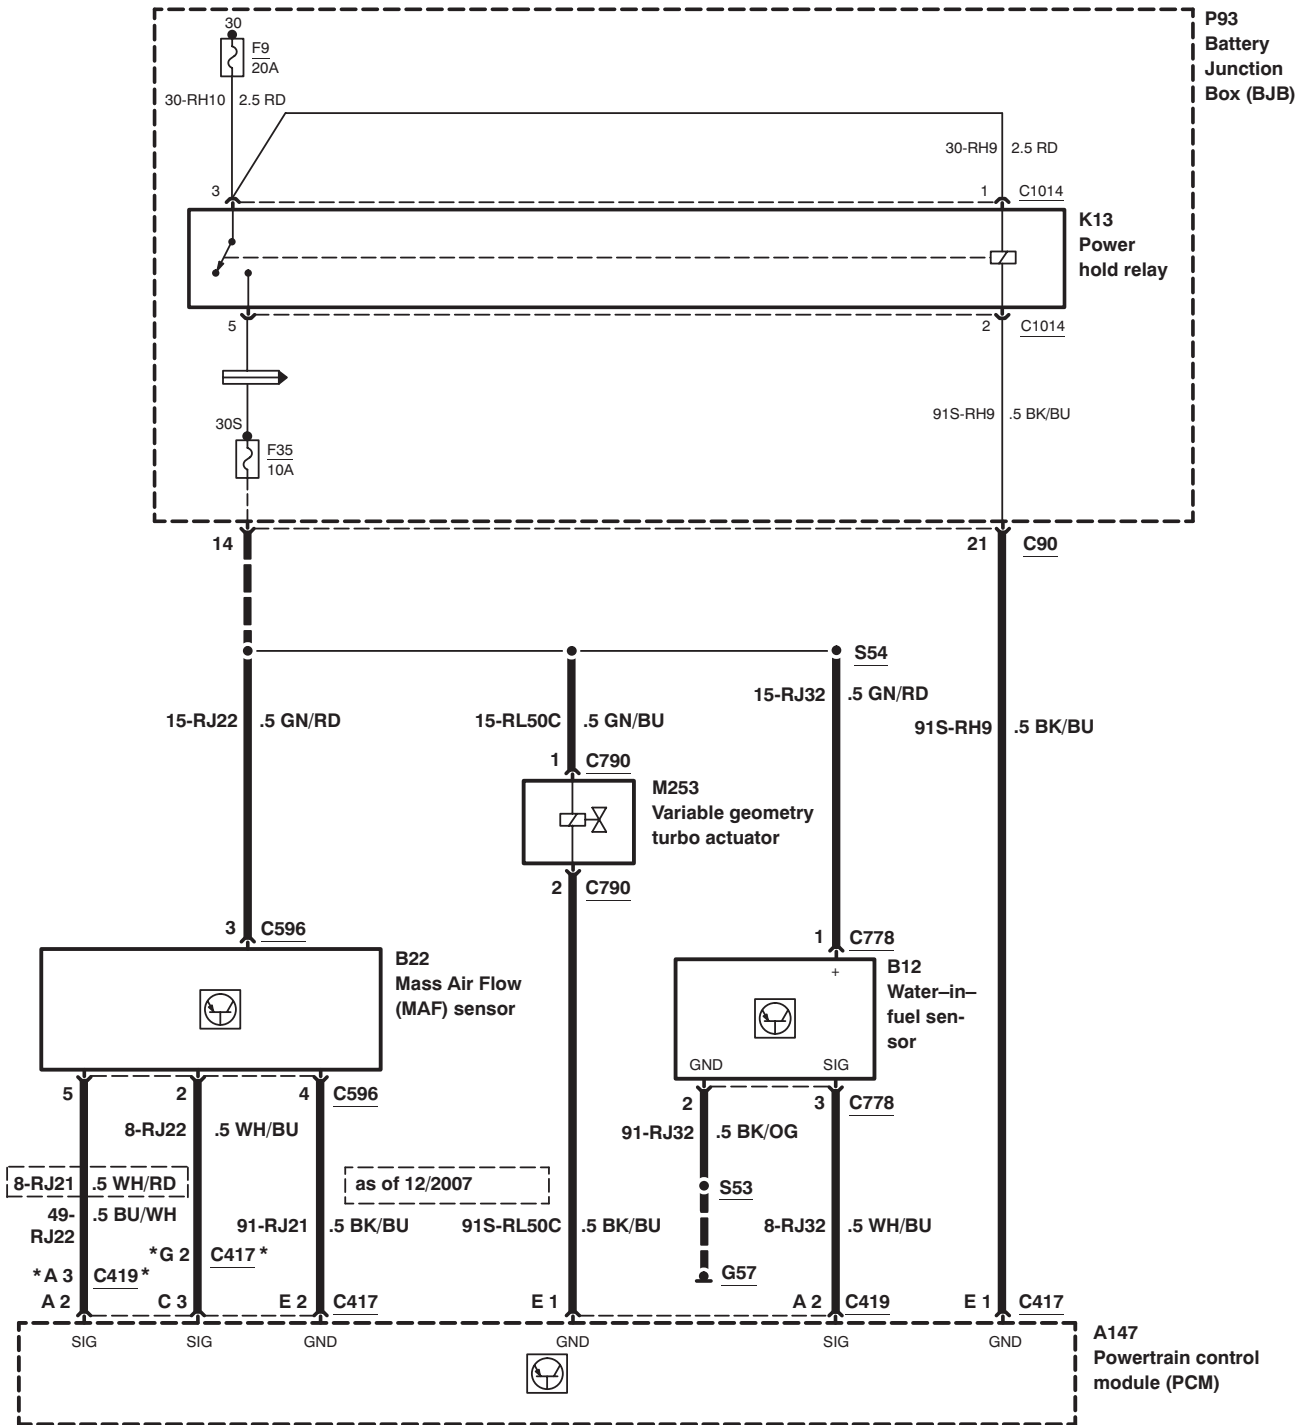 30
F9
20A
30-RH10 2.5 RD
P93
Battery
Junction
Box (BJB)
30-RH9 2.5 RD
3
1 C1014
K13
Power
hold relay
5
2 C1014
30S
F35
10A
91S-RH9 .5 BK/BU
14
21 C90
S54
15-RJ22 .5 GN/RD
15-RL50C .5 GN/BU
15-RJ32 .5 GN/RD
91S-RH9 .5 BK/BU
1 C790
M253
Variable geometry
turbo actuator
2 C790
3 C596
B22
Mass Air Flow
(MAF) sensor
1 C778
+
B12
Water–in–
fuel sen-
sor
GND SIG
5 2 4 C596
2 3 C778
8-RJ22 .5 WH/BU
91-RJ32 .5 BK/OG
8-RJ21 .5 WH/RD
as of 12/2007
S53
49-
RJ22
.5 BU/WH
91-RJ21 .5 BK/BU
91S-RL50C .5 BK/BU
8-RJ32 .5 WH/BU
*G 2 C417*
*A 3 C419*
G57
A 2 C 3 E 2 C417
E 1 A 2 C419
E 1 C417
SIG SIG GND GND SIG GND
A147
Powertrain control
module (PCM)